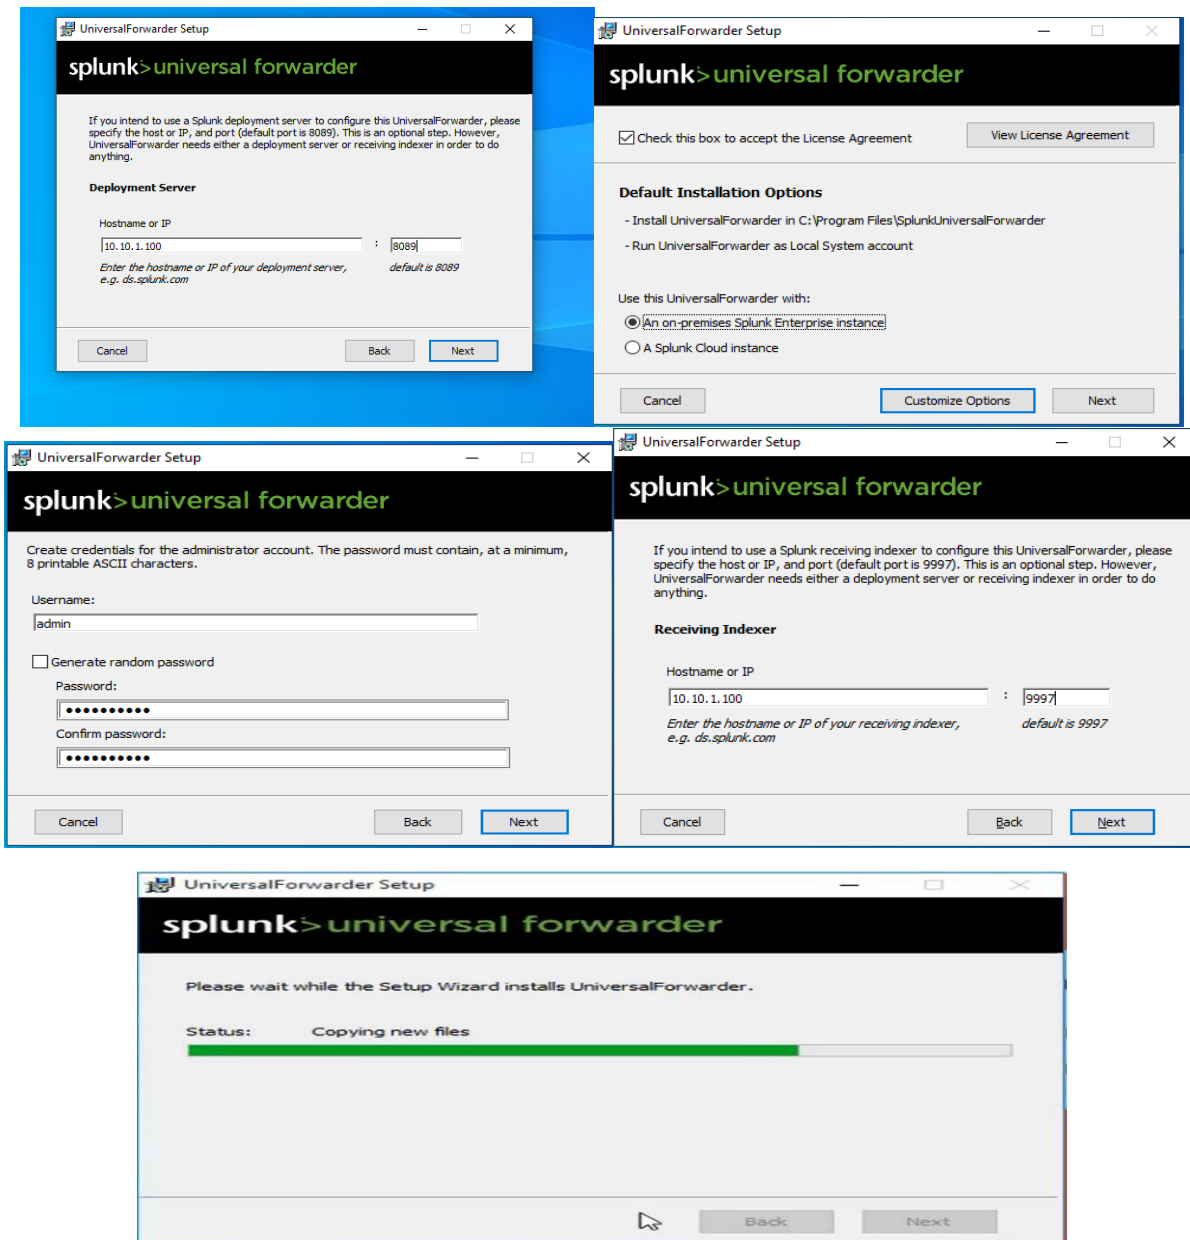 UniversalForwarder Setup
splunk>universal forwarder
If you intend to use a Splunk deployment server to configure this UniversalForwarder, please
specify the host or IP, and port (default port is 8089). This is an optional step. However,
UniversalForwarder needs either a deployment server or receiving indexer in order to do
anything.
Deployment Server
Hostname or IP
10.10.1.100 : 8089
Enter the hostname or IP of your deployment server, default is 8089
e.g. ds.splunk.com
Cancel Back Next
UniversalForwarder Setup
splunk>universal forwarder
Check this box to accept the License Agreement View License Agreement
Default Installation Options
- Install UniversalForwarder in C:\Program Files\SplunkUniversalForwarder
- Run UniversalForwarder as Local System account
Use this UniversalForwarder with:
An on-premises Splunk Enterprise instance
A Splunk Cloud instance
Cancel Customize Options Next
UniversalForwarder Setup
splunk>universal forwarder
Create credentials for the administrator account. The password must contain, at a minimum,
8 printable ASCII characters.
Username:
admin
Generate random password
Password:
••••••••••
Confirm password:
••••••••••
Cancel Back Next
UniversalForwarder Setup
splunk>universal forwarder
If you intend to use a Splunk receiving indexer to configure this UniversalForwarder, please
specify the host or IP, and port (default port is 9997). This is an optional step. However,
UniversalForwarder needs either a deployment server or receiving indexer in order to do
anything.
Receiving Indexer
Hostname or IP
10.10.1.100 : 9997
Enter the hostname or IP of your receiving indexer, default is 9997
e.g. ds.splunk.com
Cancel Back Next
UniversalForwarder Setup
splunk>universal forwarder
Please wait while the Setup Wizard installs UniversalForwarder.
Status: Copying new files
Back Next